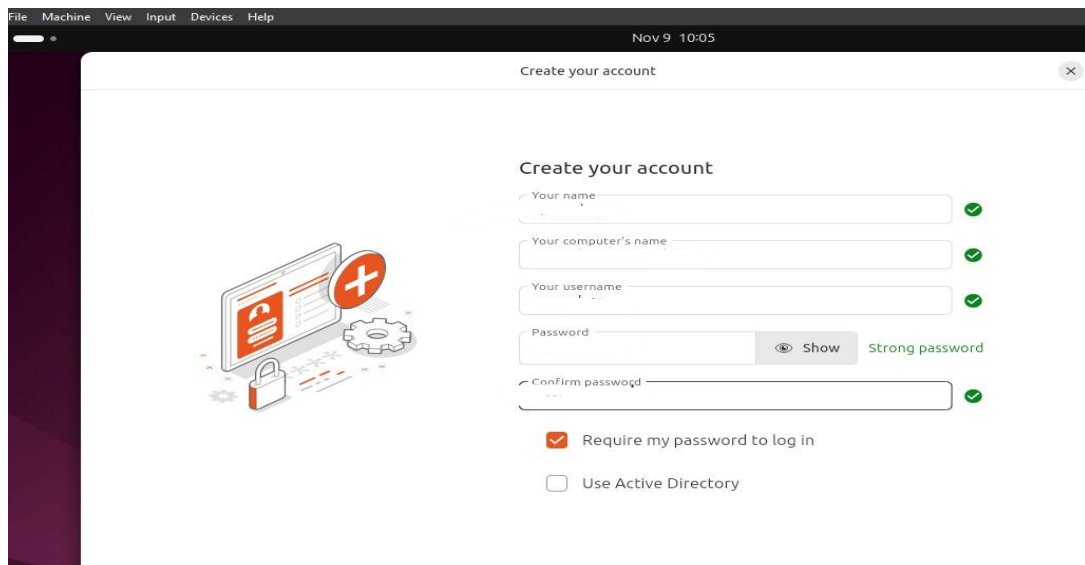 File Machine View Input Devices Help
Nov 9 10:05
Create your account
Create your account
Your name
Your computer's name
Your username
Password
Show
Strong password
Confirm password
Require my password to log in
Use Active Directory